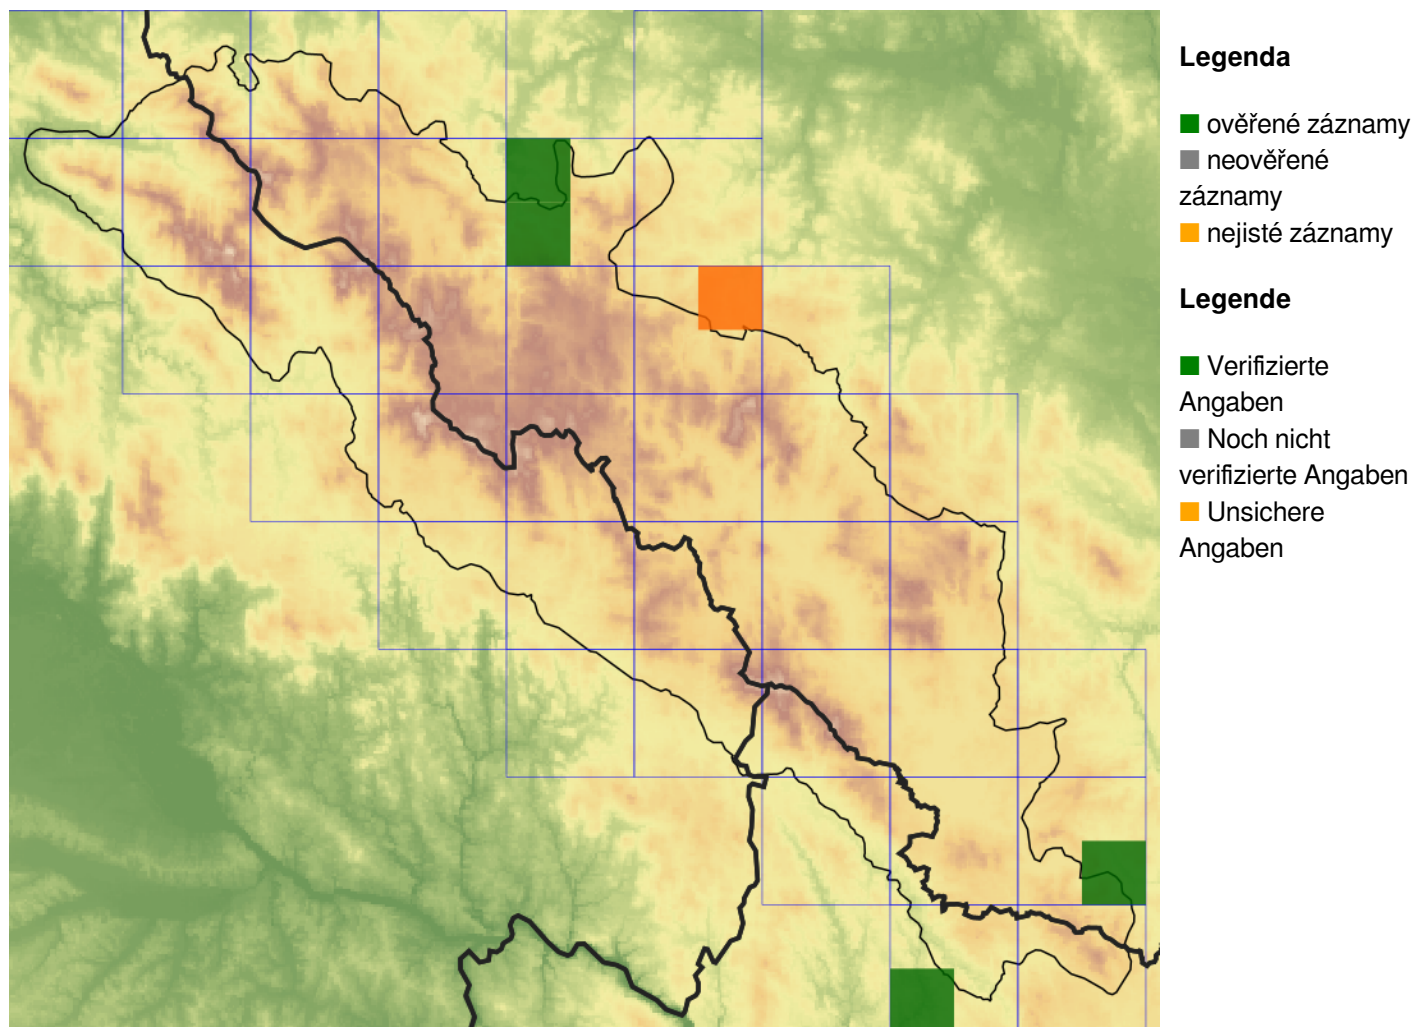 Legenda
ověřené záznamy
neověřené
záznamy
nejisté záznamy
Legende
Verifizierte
Angaben
Noch nicht
verifizierte Angaben
Unsichere
Angaben